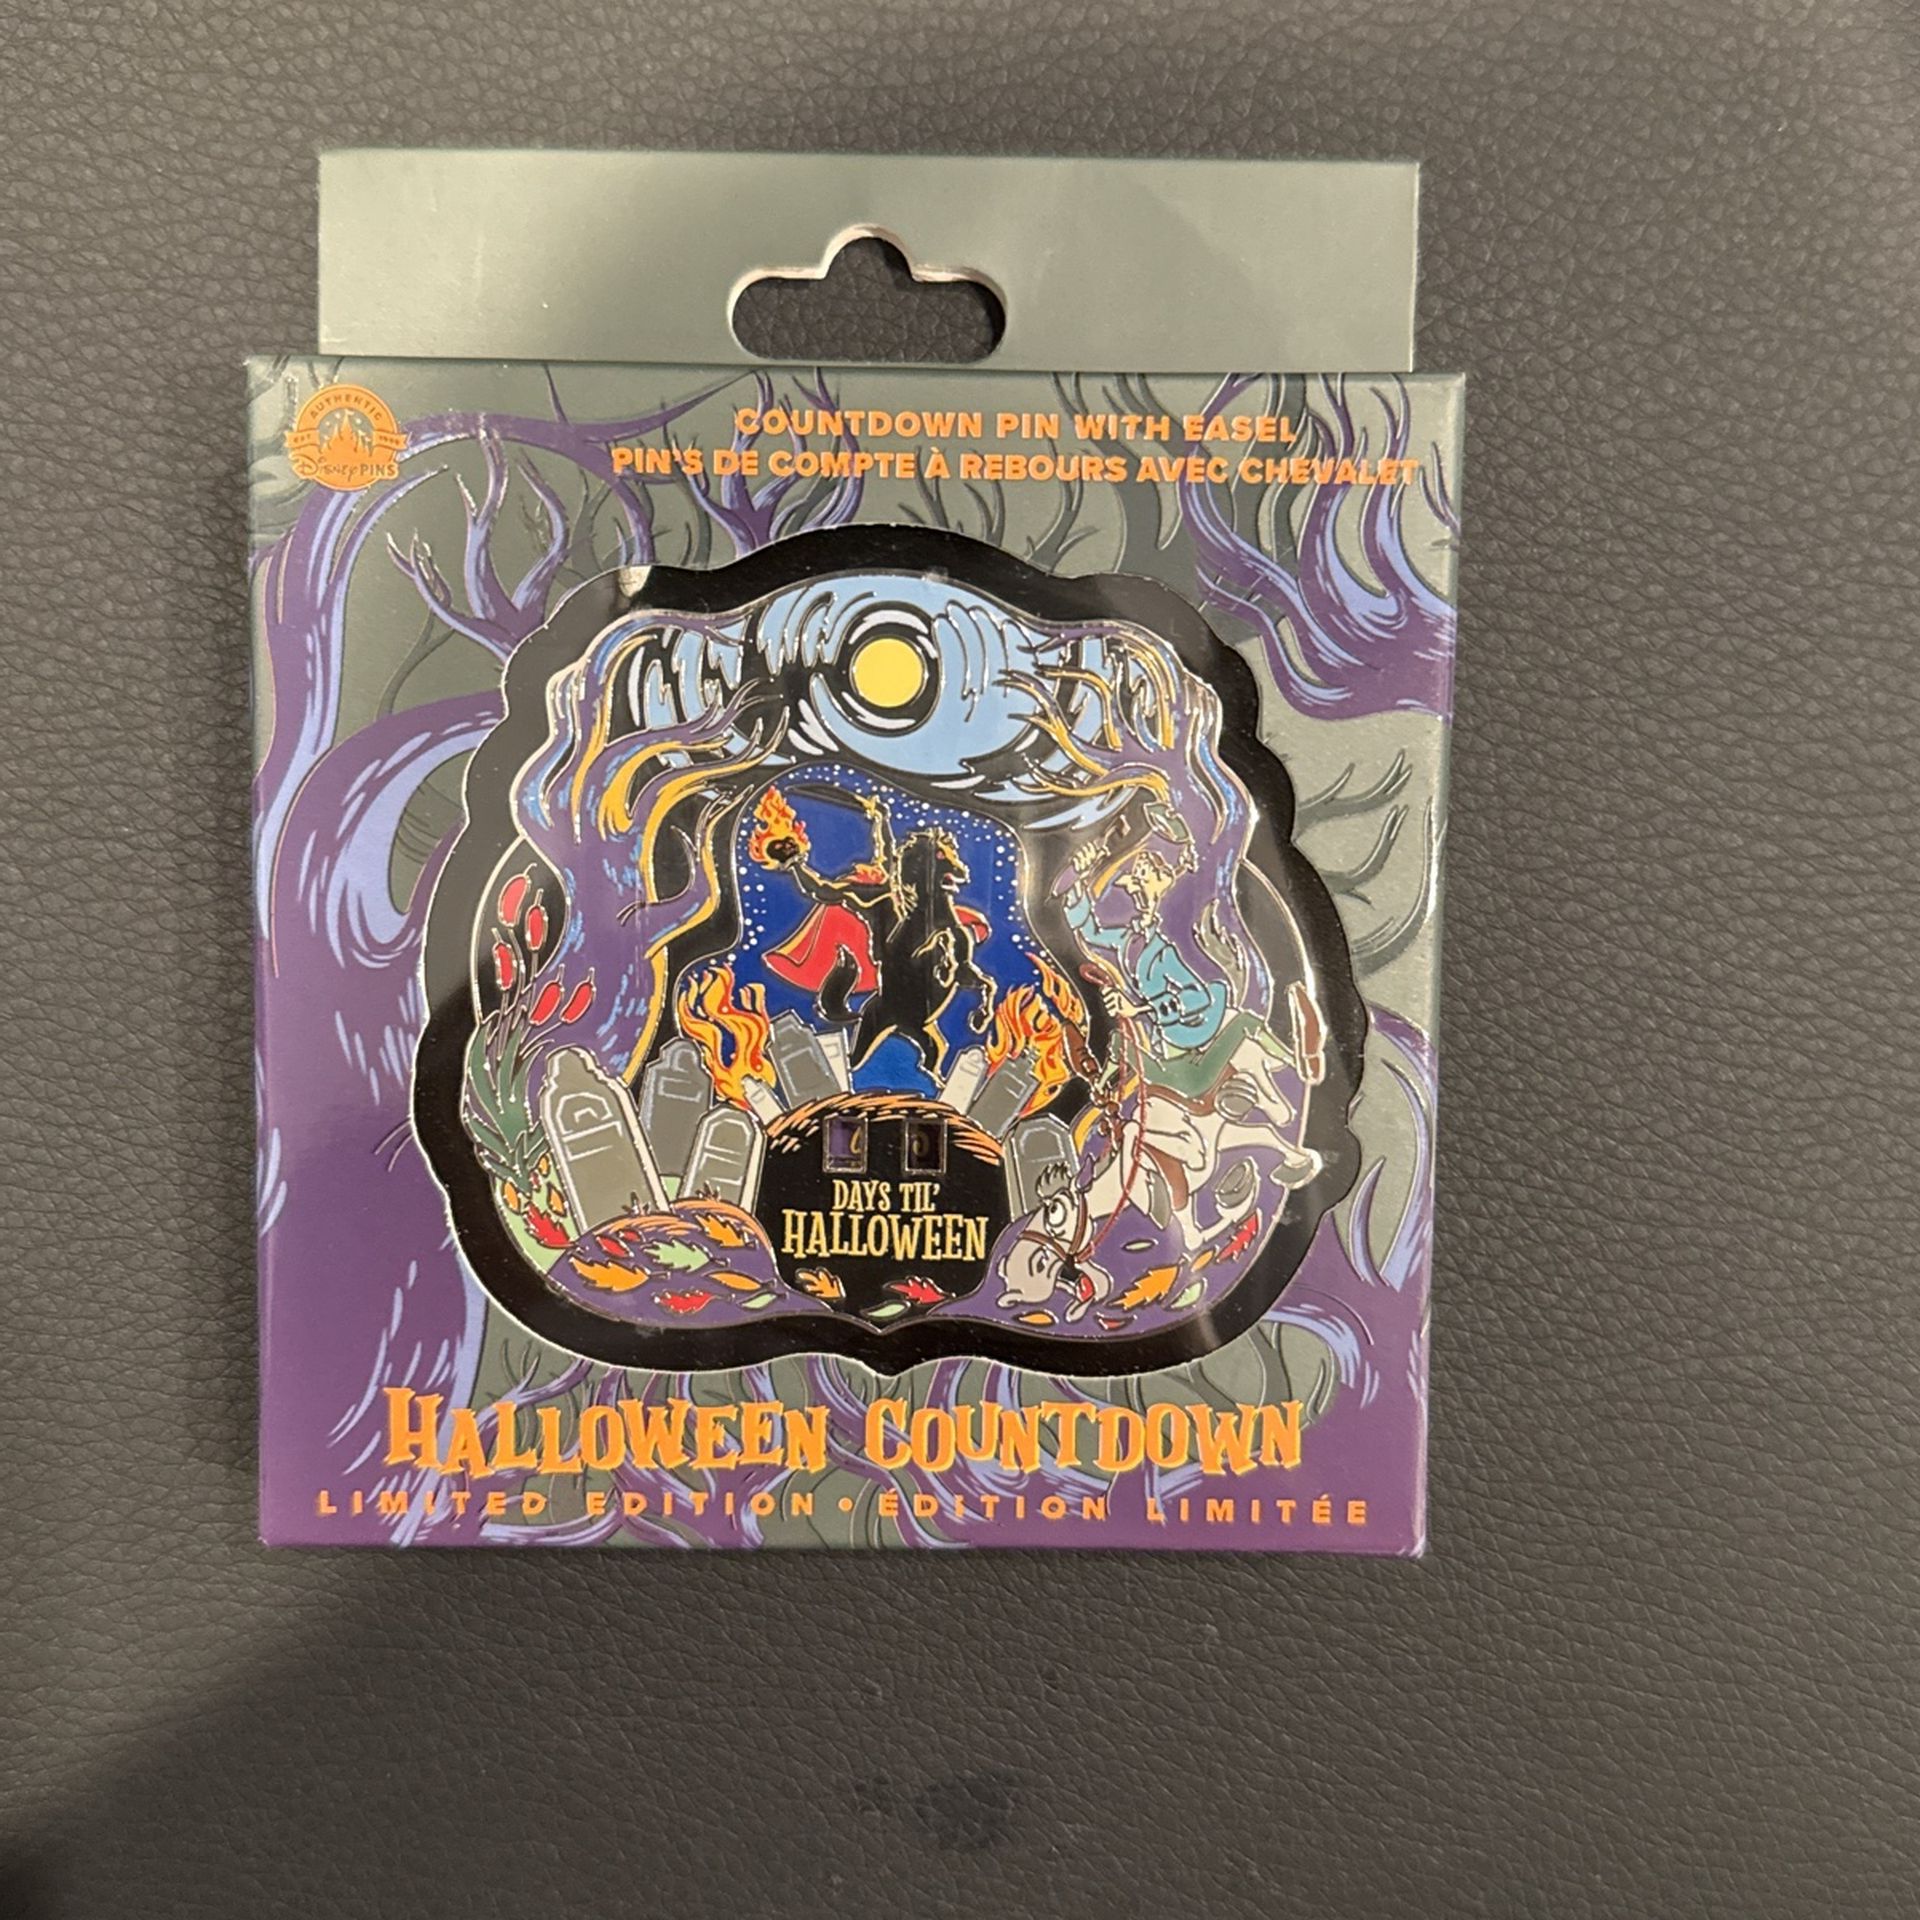 AUTHENTIC
DISNEY PINS
COUNTDOWN PIN WITH EASEL
PIN'S DE COMPTE À REBOURS AVEC CHEVALET
DAYS TIL'
HALLOWEEN
HALLOWEEN COUNTDOWN
LIMITED EDITION • ÉDITION LIMITÉE